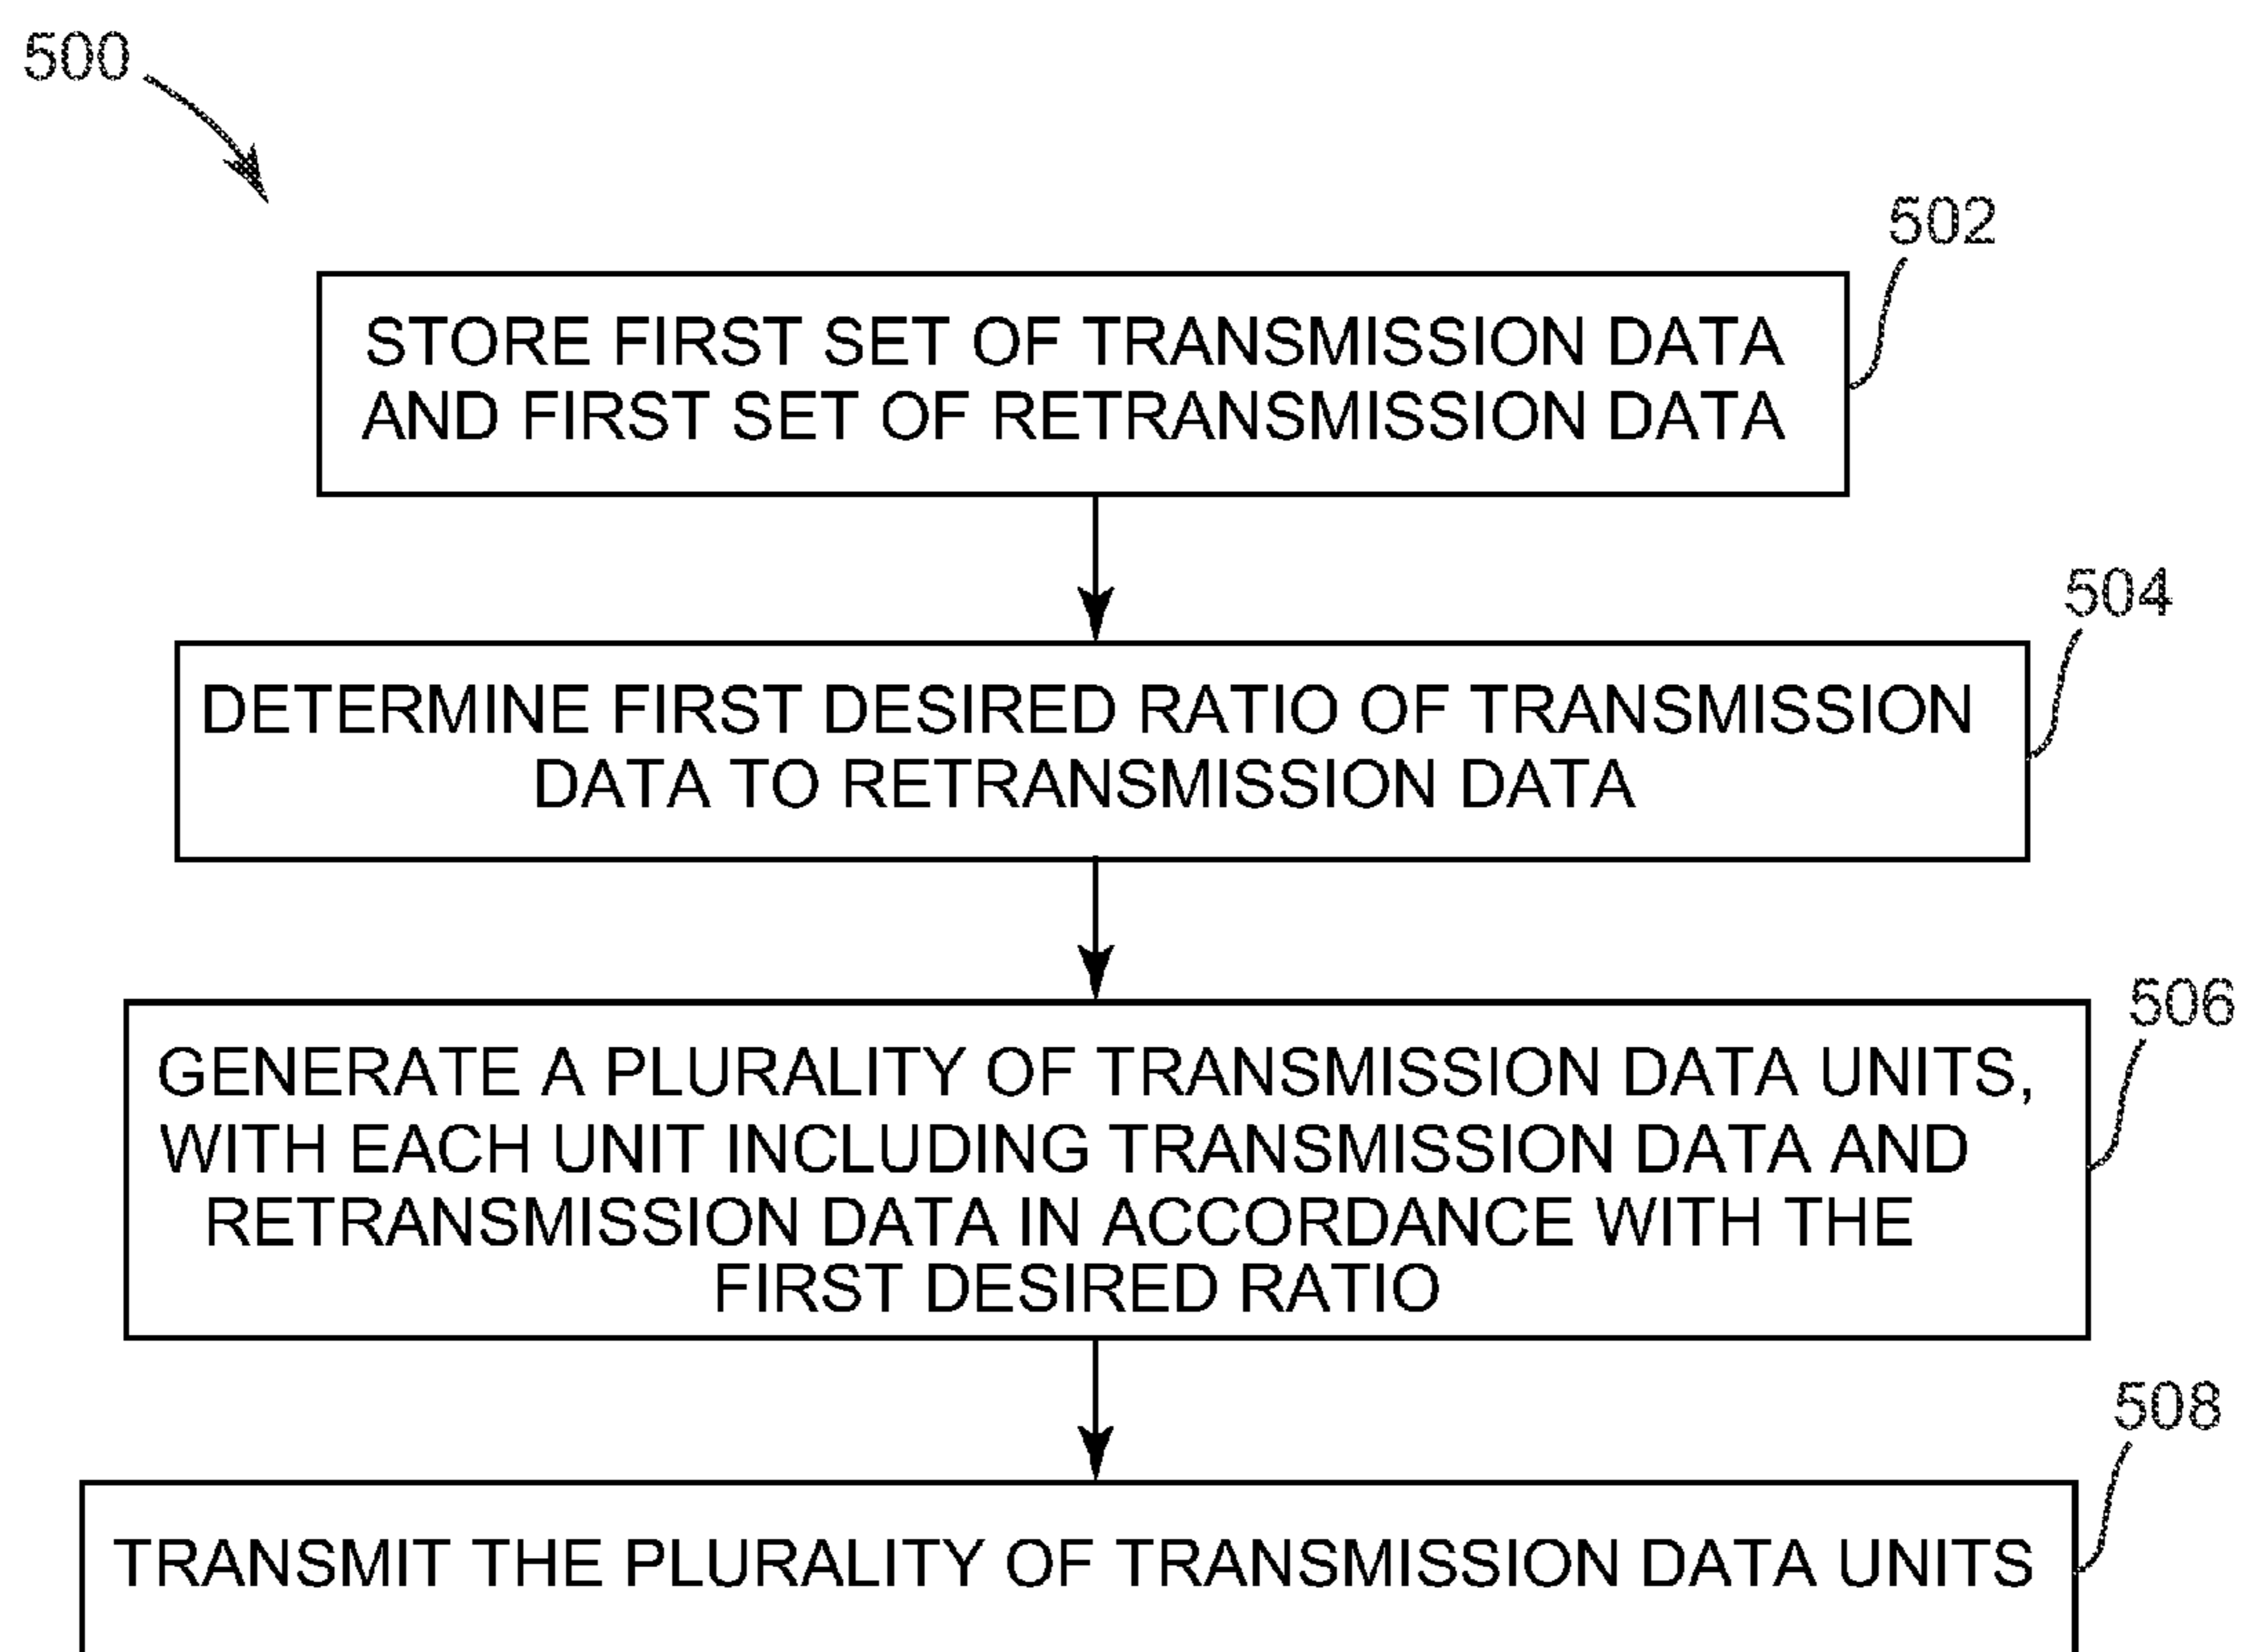 500
502
STORE FIRST SET OF TRANSMISSION DATA
AND FIRST SET OF RETRANSMISSION DATA
504
DETERMINE FIRST DESIRED RATIO OF TRANSMISSION
DATA TO RETRANSMISSION DATA
506
GENERATE A PLURALITY OF TRANSMISSION DATA UNITS,
WITH EACH UNIT INCLUDING TRANSMISSION DATA AND
RETRANSMISSION DATA IN ACCORDANCE WITH THE
FIRST DESIRED RATIO
508
TRANSMIT THE PLURALITY OF TRANSMISSION DATA UNITS